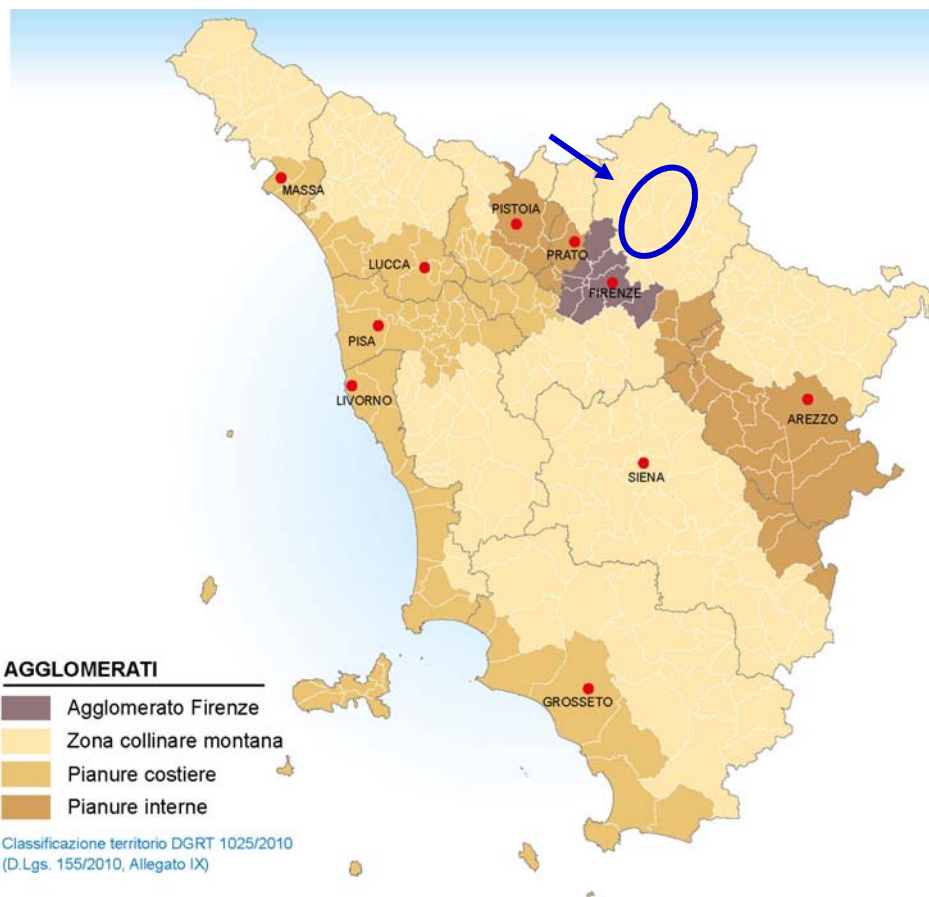 MASSA
PISTOIA
PRATO
LUCCA
FIRENZE
PISA
LIVORNO
AREZZO
SIENA
GROSSETO
AGGLOMERATI
Agglomerato Firenze
Zona collinare montana
Pianure costiere
Pianure interne
Classificazione territorio DGRT 1025/2010
(D.Lgs. 155/2010, Allegato IX)